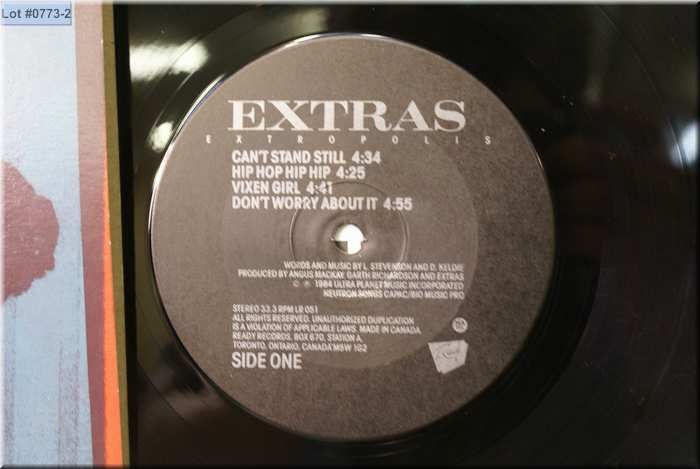 Lot #0773-2
EXTRAS
EXTROPOLIS
CAN'T STAND STILL 4:34
HIP HOP HIP HIP 4:25
VIXEN GIRL 4:41
DON'T WORRY ABOUT IT 4:55
WORDS AND MUSIC BY L. STEVENSON AND D. KELDIE
PRODUCED BY ANGUS MACKAY, GARTH RICHARDSON AND EXTRAS
© ℗ 1984 ULTRA PLANET MUSIC INCORPORATED
NEUTRON SONGS CAPAC/BIO MUSIC PRO
STEREO 33.3 RPM LR 051
ALL RIGHTS RESERVED. UNAUTHORIZED DUPLICATION
IS A VIOLATION OF APPLICABLE LAWS. MADE IN CANADA
READY RECORDS, BOX 670, STATION A,
TORONTO, ONTARIO, CANADA M5W 1G2
SIDE ONE